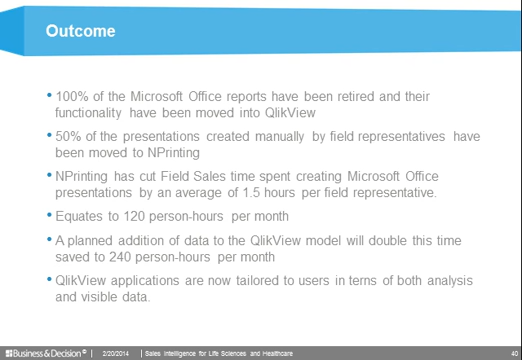 Outcome
• 100% of the Microsoft Office reports have been retired and their
functionality have been moved into QlikView
• 50% of the presentations created manually by field representatives have
been moved to NPrinting
• NPrinting has cut Field Sales time spent creating Microsoft Office
presentations by an average of 1.5 hours per field representative.
• Equates to 120 person-hours per month
• A planned addition of data to the QlikView model will double this time
saved to 240 person-hours per month
• QlikView applications are now tailored to users in terns of both analysis
and visible data.
Business & Decision © | 2/20/2014 | Sales Intelligence for Life Sciences and Healthcare 40